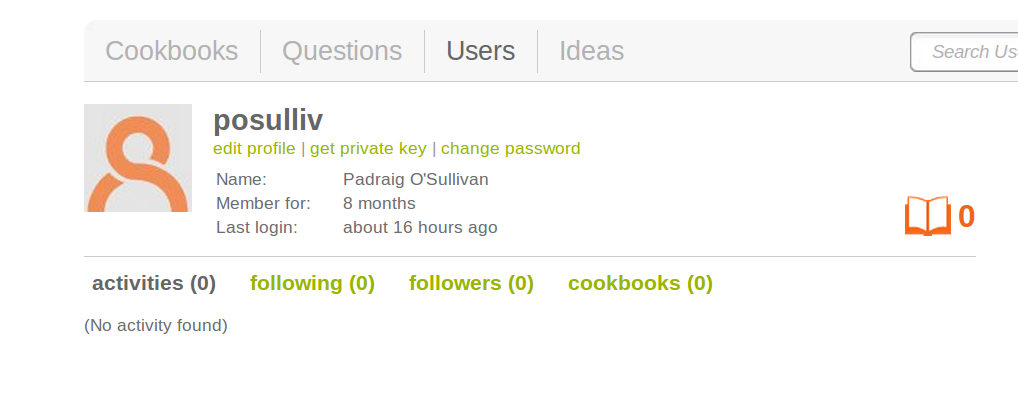 Cookbooks Questions Users Ideas Search Us
posulliv
edit profile | get private key | change password
Name: Padraig O'Sullivan
Member for: 8 months
Last login: about 16 hours ago
0
activities (0) following (0) followers (0) cookbooks (0)
(No activity found)